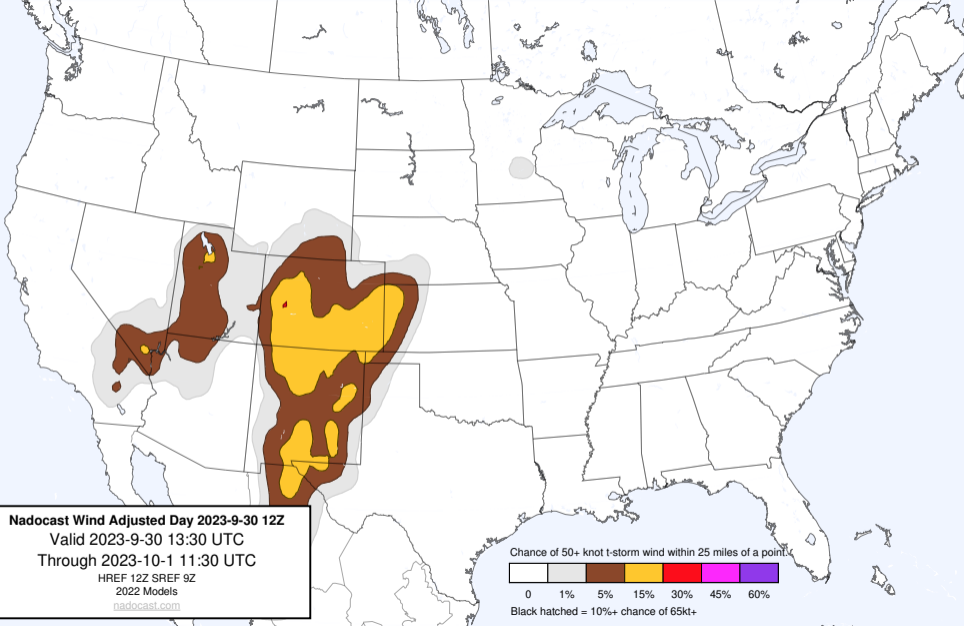 Nadocast Wind Adjusted Day 2023-9-30 12Z
Valid 2023-9-30 13:30 UTC
Through 2023-10-1 11:30 UTC
HREF 12Z SREF 9Z
2022 Models
nadocast.com
Chance of 50+ knot t-storm wind within 25 miles of a point.
0 1% 5% 15% 30% 45% 60%
Black hatched = 10%+ chance of 65kt+